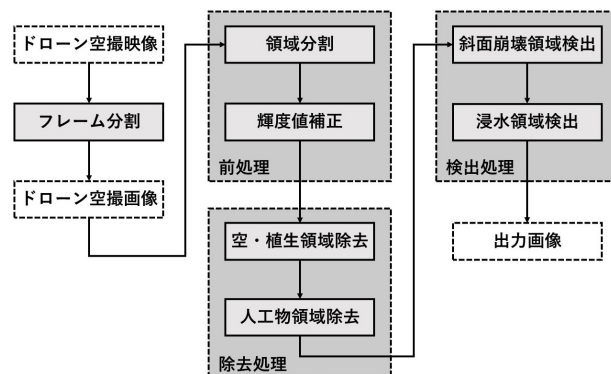 ドローン空撮映像
フレーム分割
ドローン空撮画像
領域分割
輝度値補正
前処理
空・植生領域除去
人工物領域除去
除去処理
斜面崩壊領域検出
浸水領域検出
検出処理
出力画像